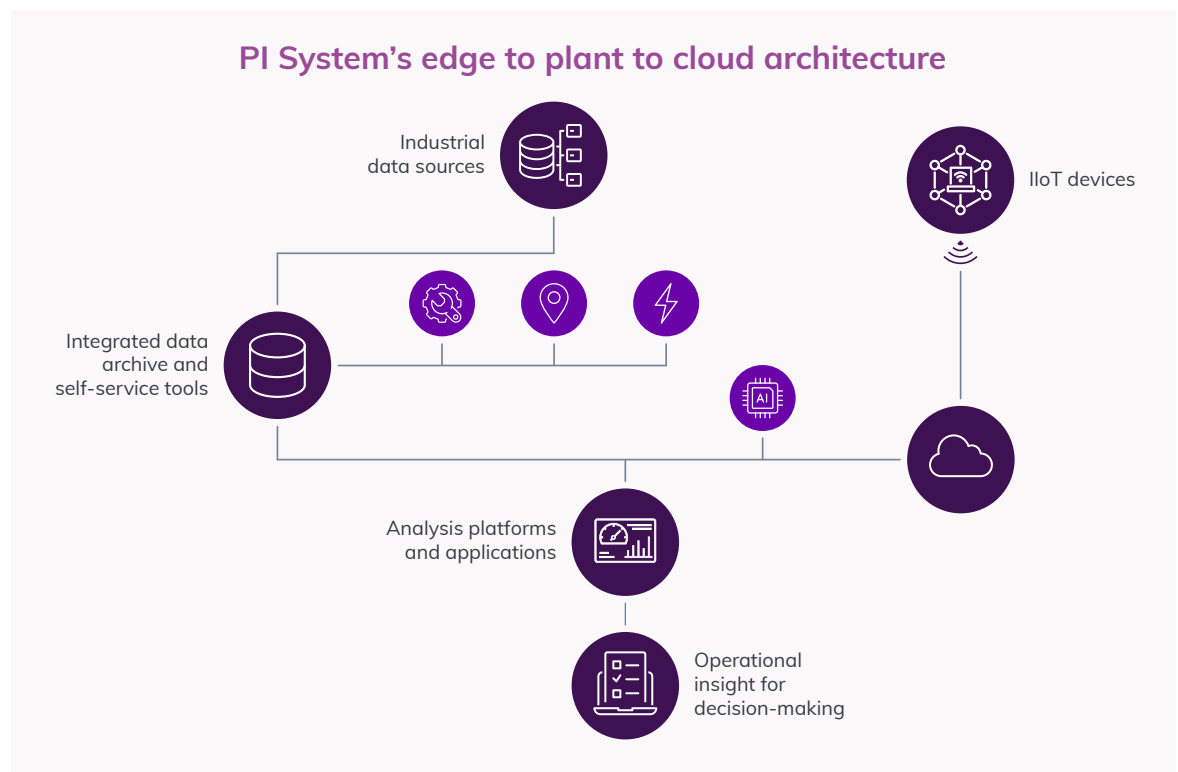 PI System’s edge to plant to cloud architecture
Industrial
data sources
IIoT devices
Integrated data
archive and
self-service tools
AI
Analysis platforms
and applications
Operational
insight for
decision-making